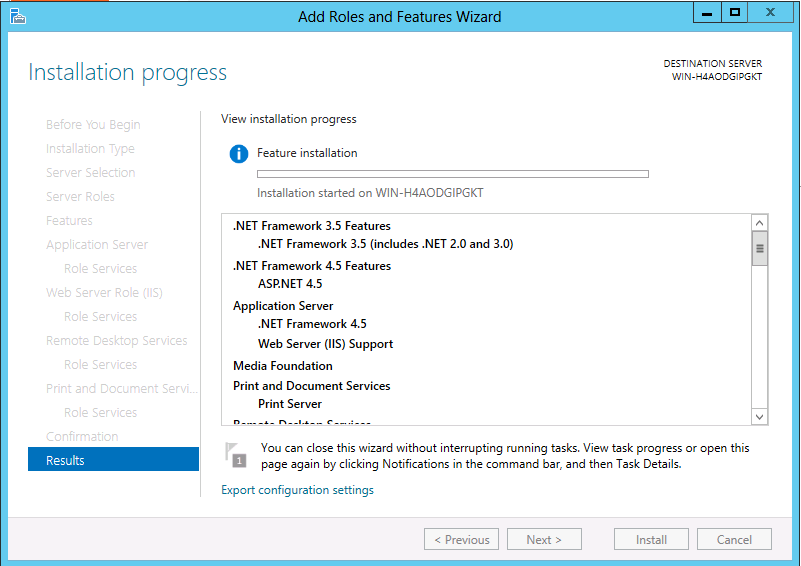 Add Roles and Features Wizard
Installation progress
DESTINATION SERVER
WIN-H4AODGIPGKT
Before You Begin
Installation Type
Server Selection
Server Roles
Features
Application Server
Role Services
Web Server Role (IIS)
Role Services
Remote Desktop Services
Role Services
Print and Document Servi...
Role Services
Confirmation
Results
View installation progress
Feature installation
Installation started on WIN-H4AODGIPGKT
.NET Framework 3.5 Features
.NET Framework 3.5 (includes .NET 2.0 and 3.0)
.NET Framework 4.5 Features
ASP.NET 4.5
Application Server
.NET Framework 4.5
Web Server (IIS) Support
Media Foundation
Print and Document Services
Print Server
Remote Desktop Services
1
You can close this wizard without interrupting running tasks. View task progress or open this
page again by clicking Notifications in the command bar, and then Task Details.
Export configuration settings
< Previous
Next >
Install
Cancel